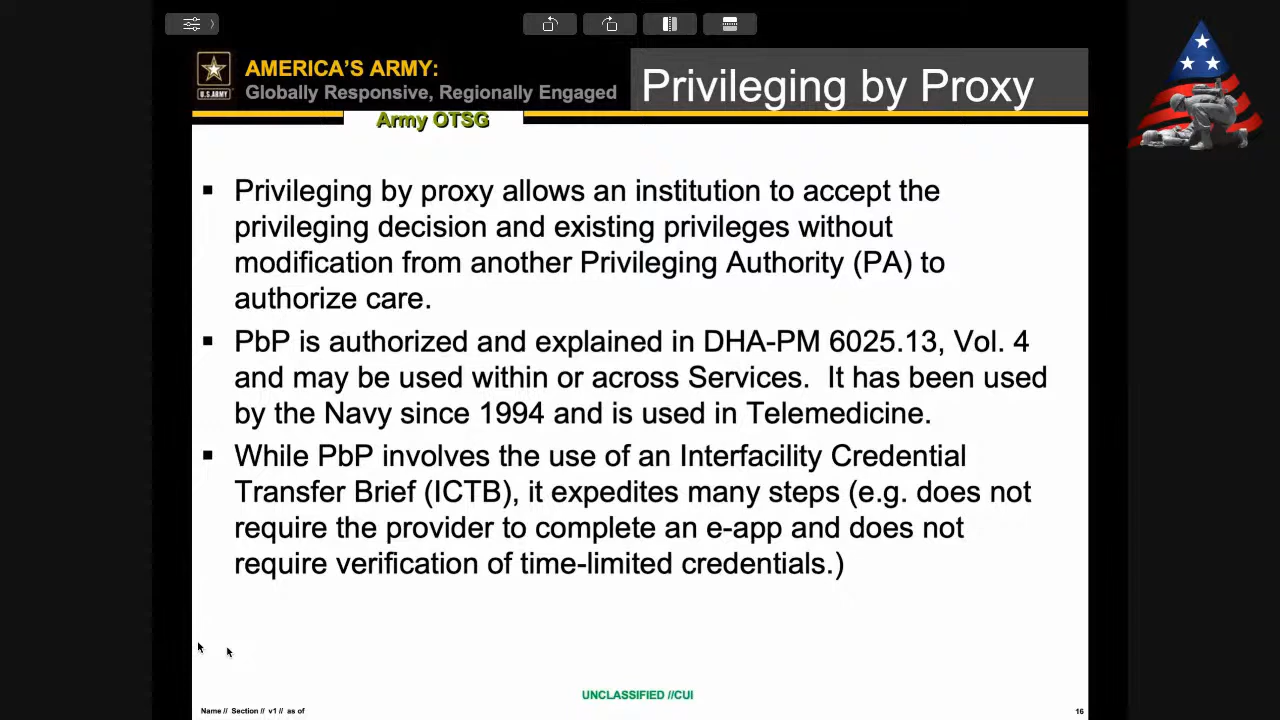 AMERICA'S ARMY:
Globally Responsive, Regionally Engaged
U.S.ARMY
Privileging by Proxy
Army OTSG
▪ Privileging by proxy allows an institution to accept the
privileging decision and existing privileges without
modification from another Privileging Authority (PA) to
authorize care.
▪ PbP is authorized and explained in DHA-PM 6025.13, Vol. 4
and may be used within or across Services. It has been used
by the Navy since 1994 and is used in Telemedicine.
▪ While PbP involves the use of an Interfacility Credential
Transfer Brief (ICTB), it expedites many steps (e.g. does not
require the provider to complete an e-app and does not
require verification of time-limited credentials.)
UNCLASSIFIED //CUI
Name // Section // v1 // as of
16